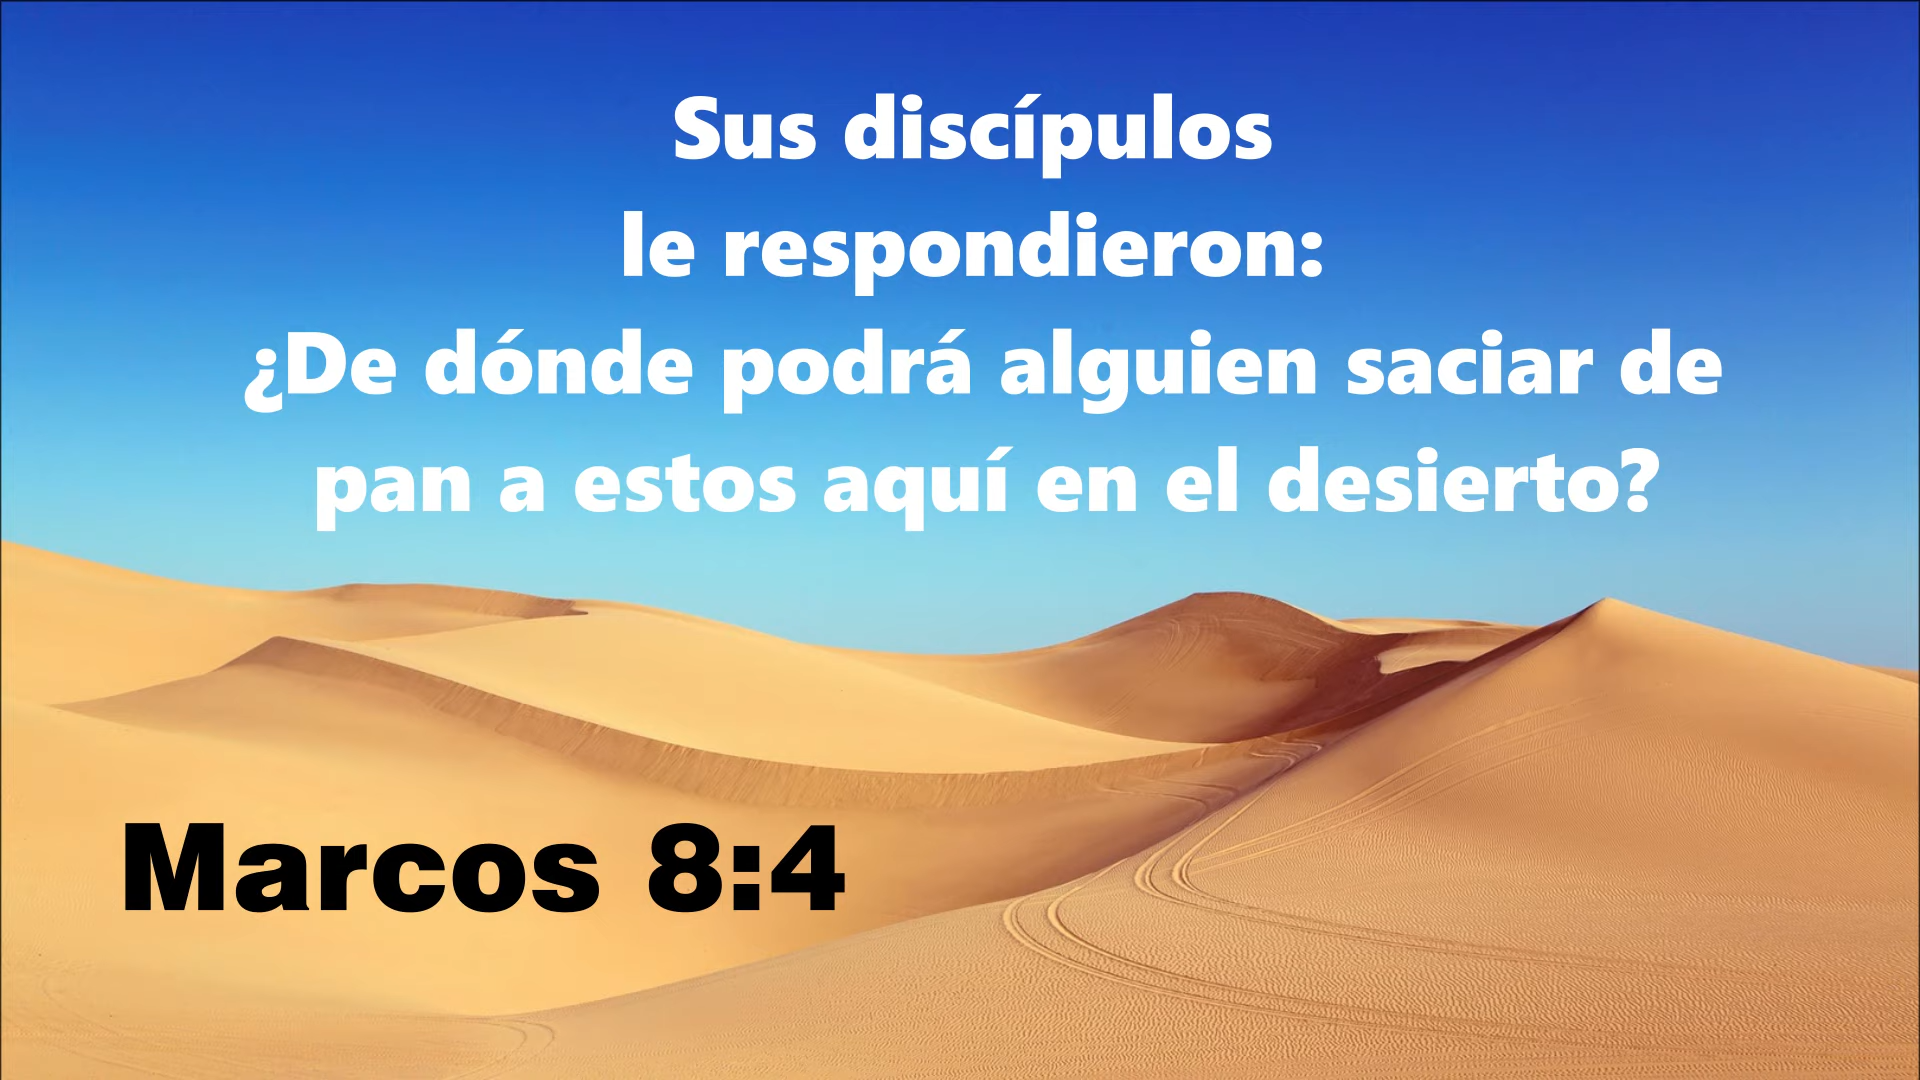 Sus discípulos
le respondieron:
¿De dónde podrá alguien saciar de
pan a estos aquí en el desierto?
Marcos 8:4